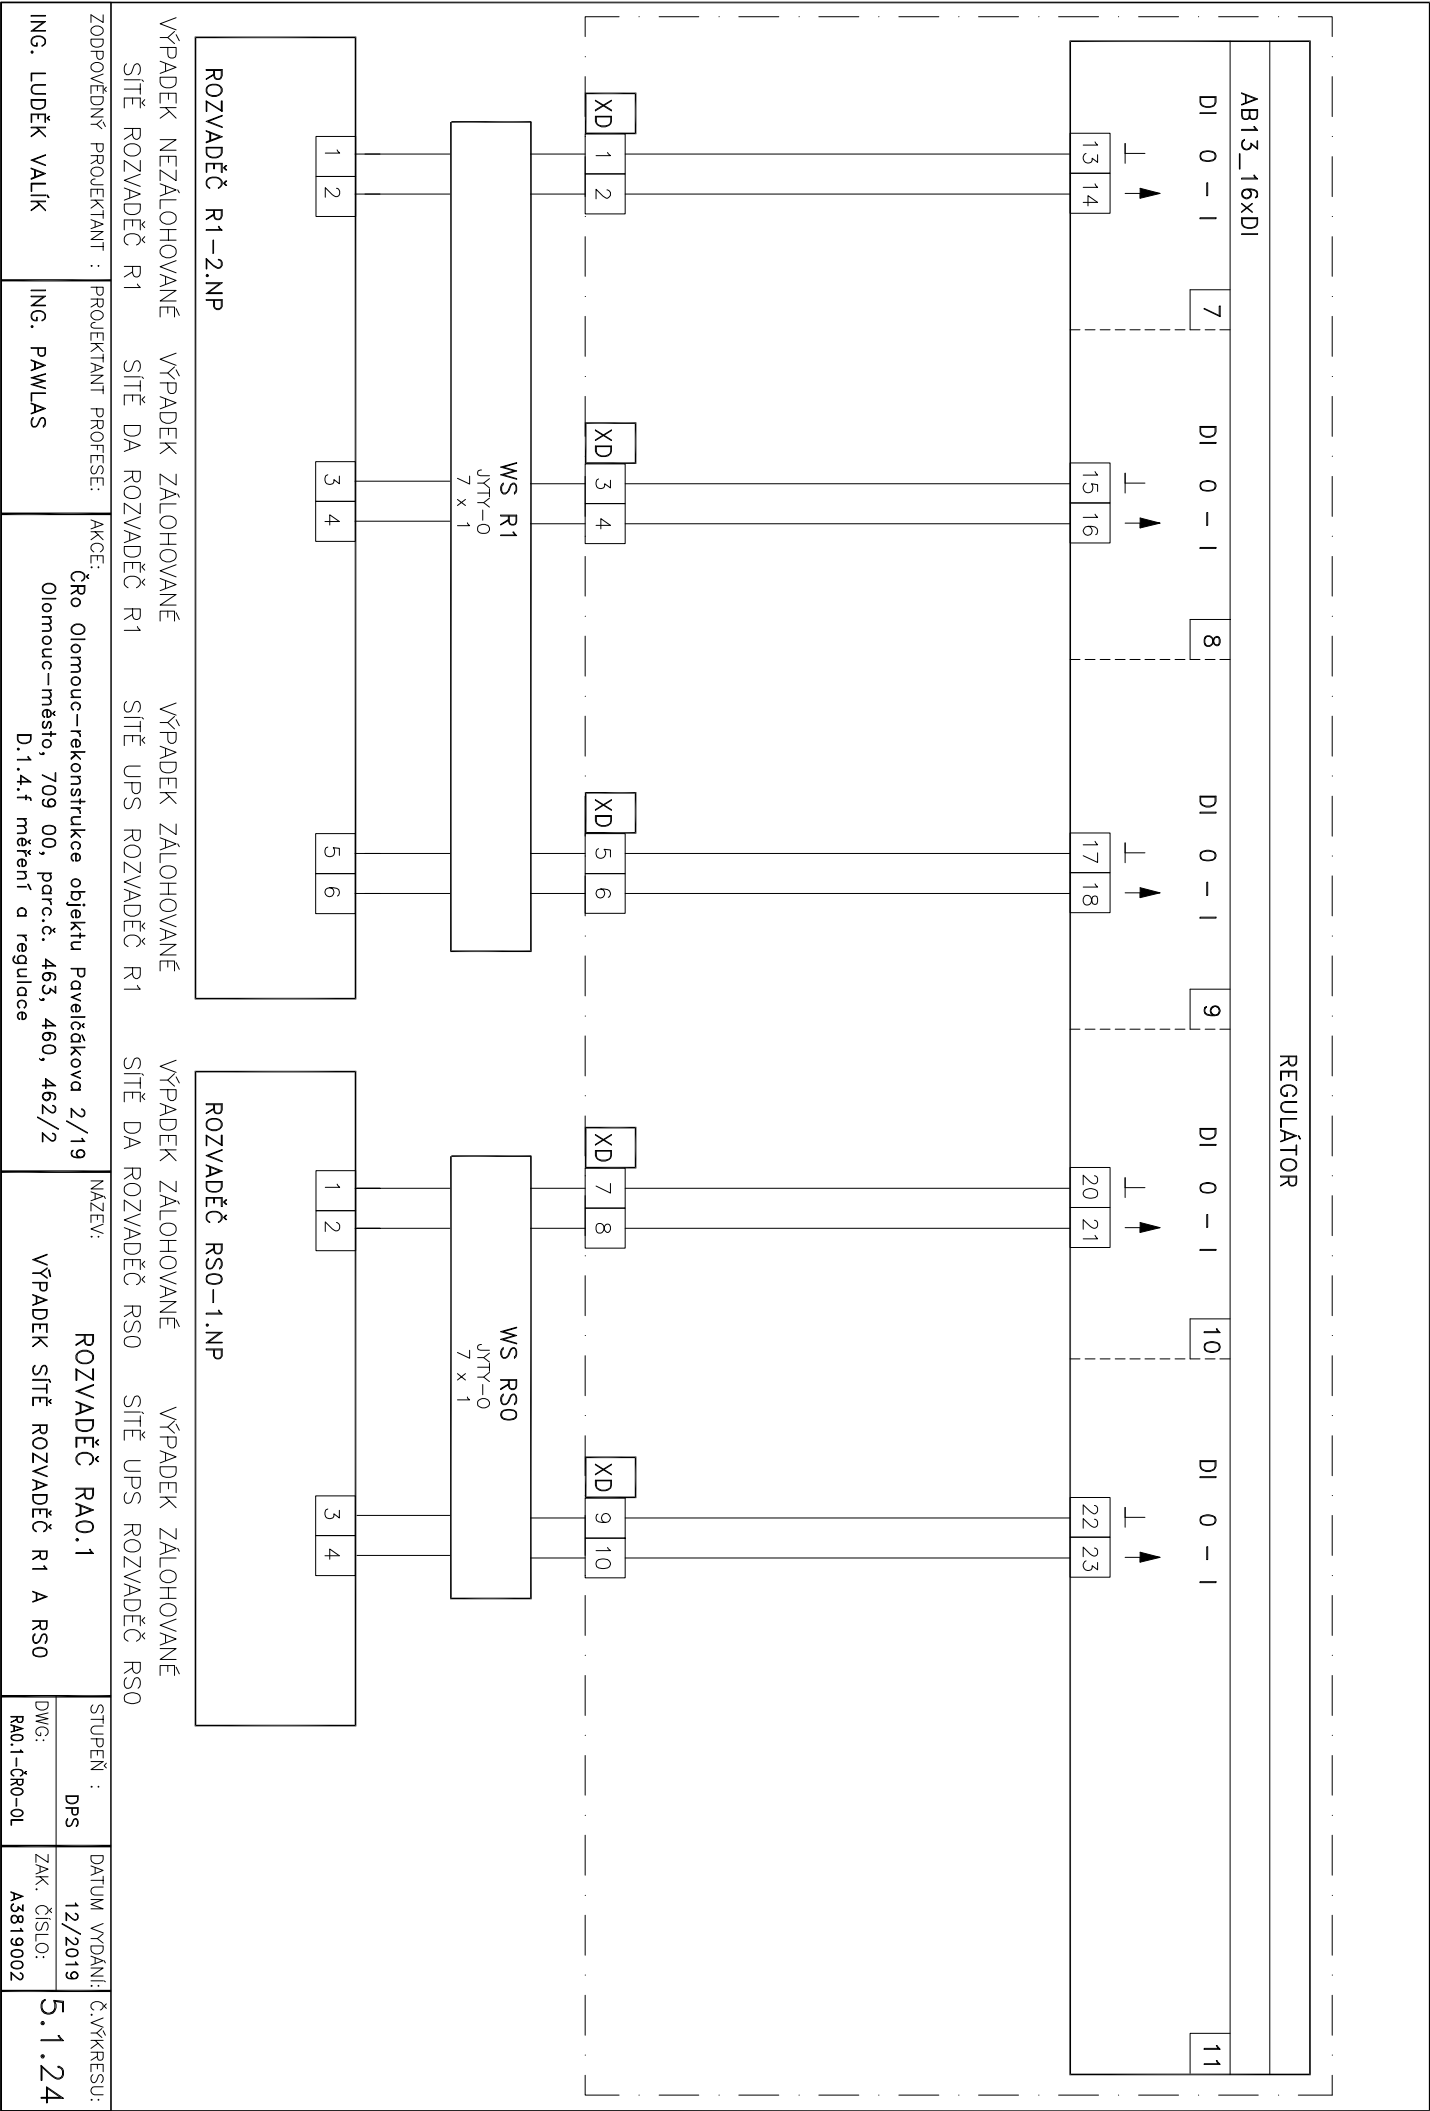 REGULÁTOR
AB13_16xDI
7
8
9
10
11
DI 0 – I
DI 0 – I
DI 0 – I
DI 0 – I
DI 0 – I
13 14
15 16
17 18
20 21
22 23
XD 1 2
XD 3 4
XD 5 6
XD 7 8
XD 9 10
WS R1
JYTY–O
7 x 1
WS RS0
JYTY–O
7 x 1
1 2
3 4
5 6
1 2
3 4
ROZVADĚČ R1–2.NP
ROZVADĚČ RS0–1.NP
VÝPADEK NEZÁLOHOVANÉ
SÍTĚ ROZVADĚČ R1
VÝPADEK ZÁLOHOVANÉ
SÍTĚ DA ROZVADĚČ R1
VÝPADEK ZÁLOHOVANÉ
SÍTĚ UPS ROZVADĚČ R1
VÝPADEK ZÁLOHOVANÉ
SÍTĚ DA ROZVADĚČ RS0
VÝPADEK ZÁLOHOVANÉ
SÍTĚ UPS ROZVADĚČ RS0
ZODPOVĚDNÝ PROJEKTANT :
ING. LUDĚK VALÍK
PROJEKTANT PROFESE:
ING. PAWLAS
AKCE:
ČRo Olomouc–rekonstrukce objektu Pavelčákova 2/19
Olomouc–město, 709 00, parc.č. 463, 460, 462/2
D.1.4.f měření a regulace
NÁZEV:
ROZVADĚČ RA0.1
VÝPADEK SÍTĚ ROZVADĚČ R1 A RS0
STUPEŇ :
DPS
DWG:
RA0.1–ČRO–OL
DATUM VYDÁNÍ:
12/2019
ZAK. ČÍSLO:
A3819002
Č.VÝKRESU:
5.1.24